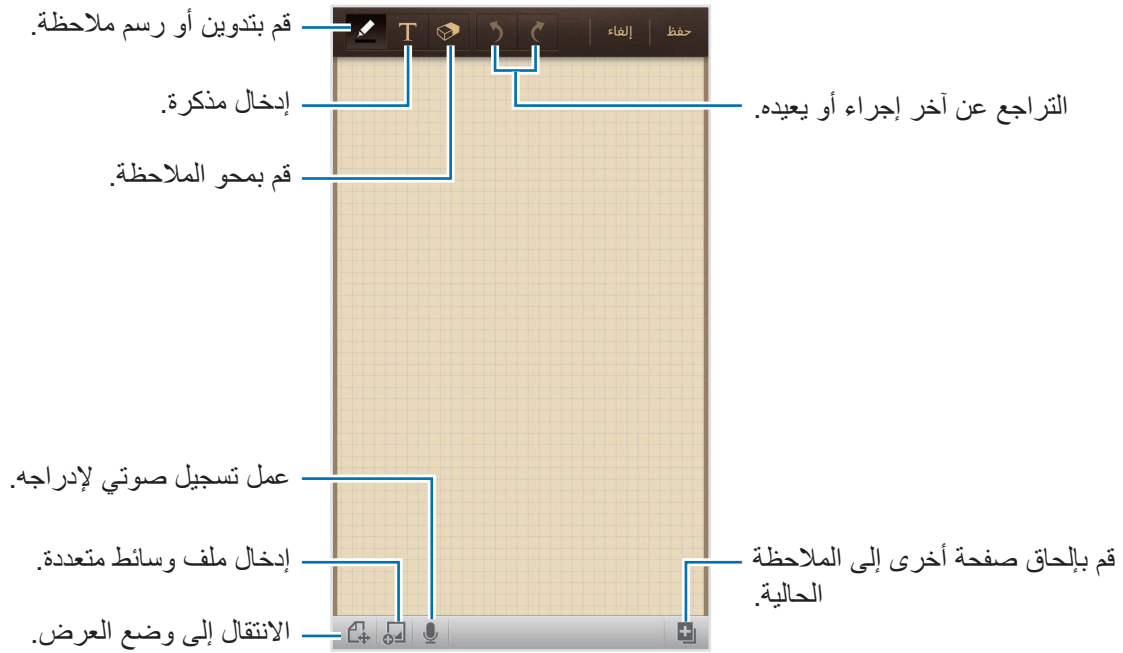 قم بتدوين أو رسم ملاحظة.
T
إلغاء
حفظ
إدخال مذكرة.
التراجع عن آخر إجراء أو يعيده.
قم بمحو الملاحظة.
عمل تسجيل صوتي لإدراجه.
إدخال ملف وسائط متعددة.
قم بإلحاق صفحة أخرى إلى الملاحظة
الحالية.
الانتقال إلى وضع العرض.